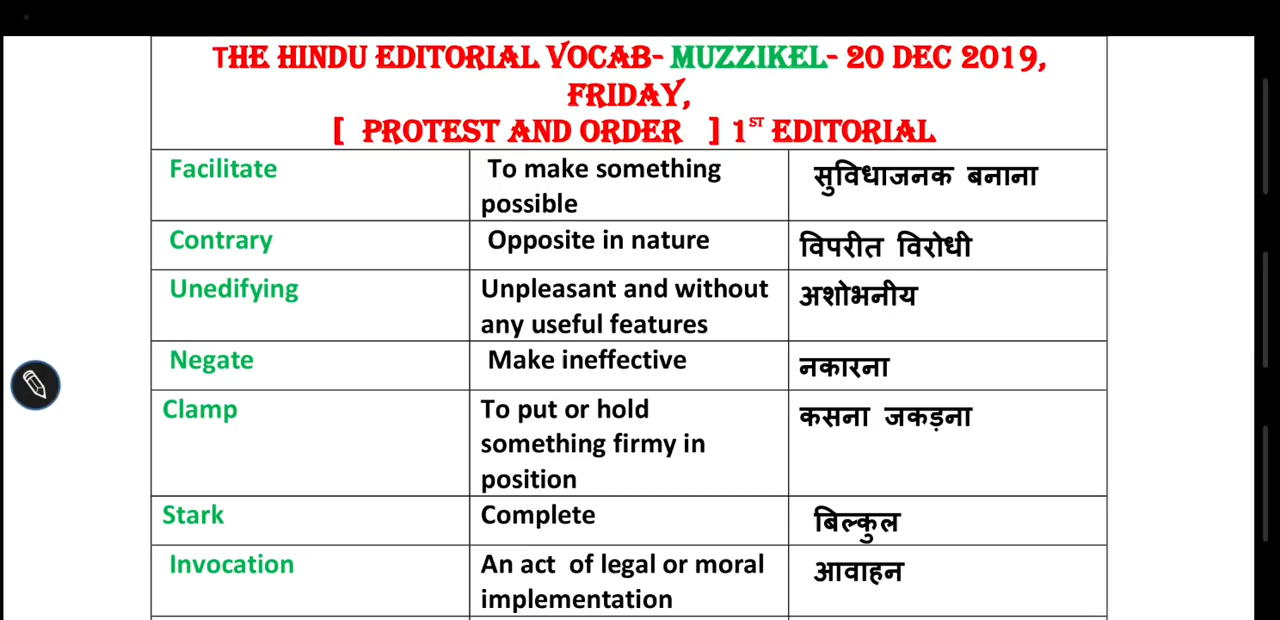 THE HINDU EDITORIAL VOCAB- MUZZIKEL- 20 DEC 2019,
FRIDAY,
[ PROTEST AND ORDER ] 1ST EDITORIAL
Facilitate
To make something
possible
सुविधाजनक बनाना
Contrary
Opposite in nature
विपरीत विरोधी
Unedifying
Unpleasant and without
any useful features
अशोभनीय
Negate
Make ineffective
नकारना
Clamp
To put or hold
something firmy in
position
कसना जकड़ना
Stark
Complete
बिल्कुल
Invocation
An act of legal or moral
implementation
आवाहन